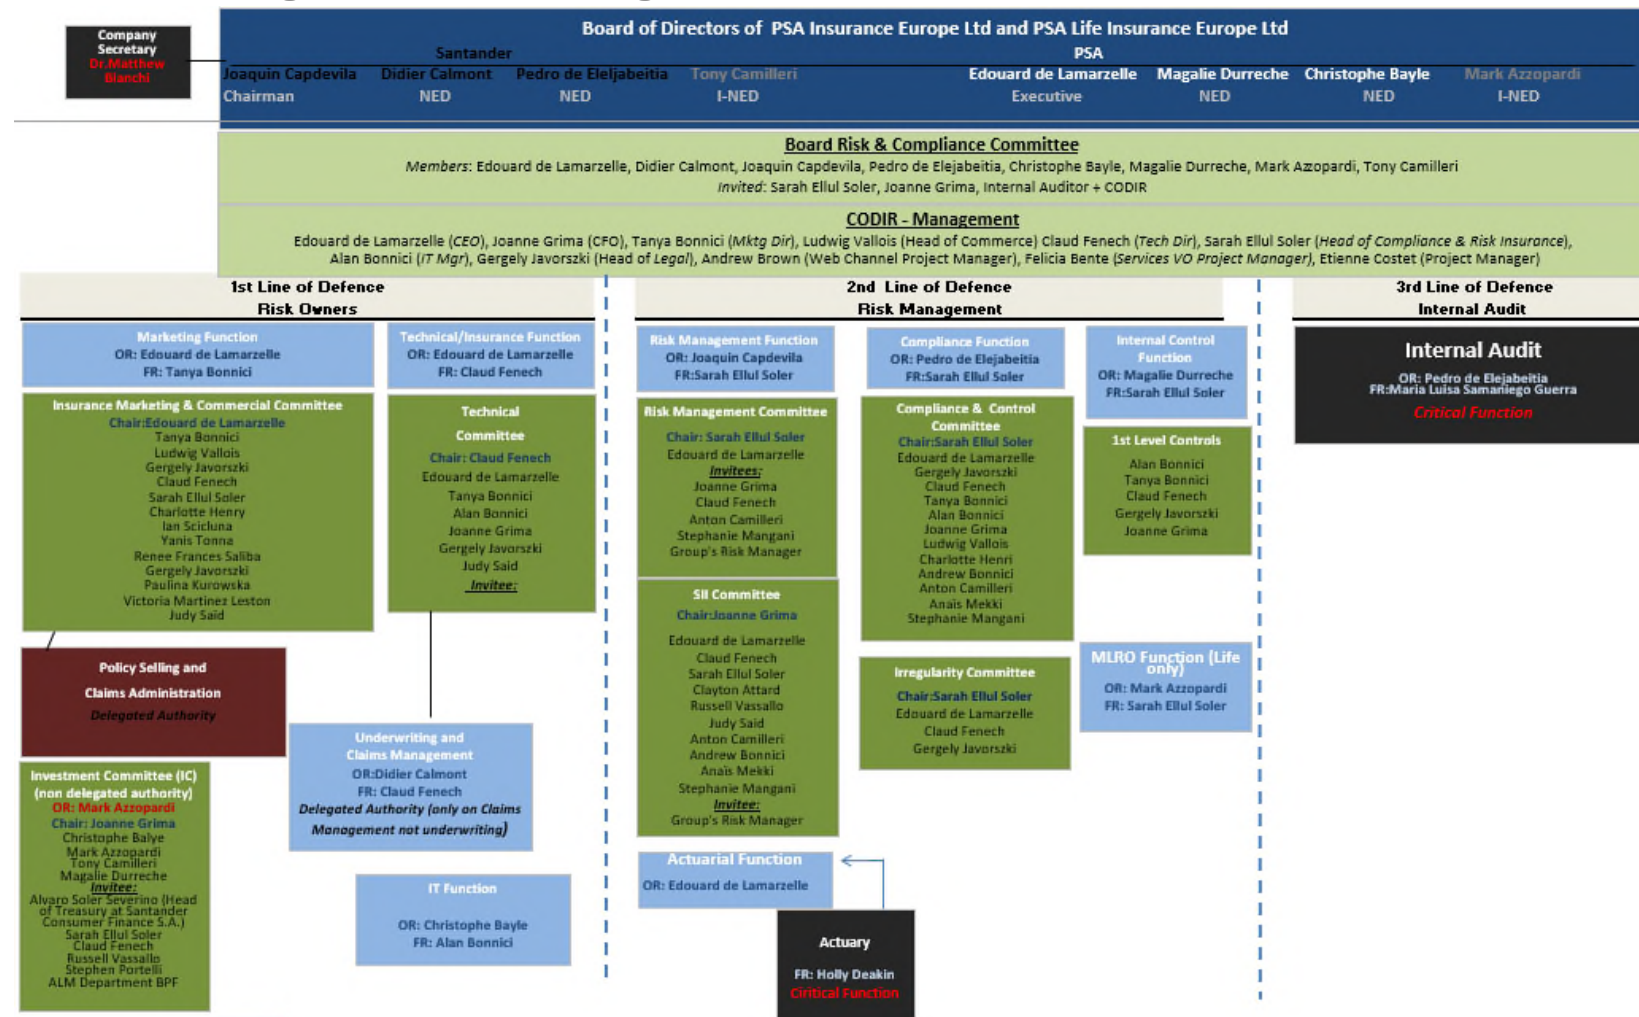 Company
Secretary
Dr.Matthew
Bianchi
Board of Directors of PSA Insurance Europe Ltd and PSA Life Insurance Europe Ltd
Santander
PSA
Joaquin Capdevila Didier Calmont Pedro de Eleljabeitia Tony Camilleri Edouard de Lamarzelle Magalie Durreche Christophe Bayle Mark Azzopardi
Chairman NED NED I-NED Executive NED NED I-NED
Board Risk & Compliance Committee
Members: Edouard de Lamarzelle, Didier Calmont, Joaquin Capdevila, Pedro de Elejabeitia, Christophe Bayle, Magalie Durreche, Mark Azzopardi, Tony Camilleri
Invited: Sarah Ellul Soler, Joanne Grima, Internal Auditor + CODIR
CODIR - Management
Edouard de Lamarzelle (CEO), Joanne Grima (CFO), Tanya Bonnici (Mktg Dir), Ludwig Vallois (Head of Commerce) Claud Fenech (Tech Dir), Sarah Ellul Soler (Head of Compliance & Risk Insurance),
Alan Bonnici (IT Mgr), Gergely Javorszki (Head of Legal), Andrew Brown (Web Channel Project Manager), Felicia Bente (Services VO Project Manager), Etienne Costet (Project Manager)
1st Line of Defence
Risk Owners
2nd Line of Defence
Risk Management
3rd Line of Defence
Internal Audit
Marketing Function
OR: Edouard de Lamarzelle
FR: Tanya Bonnici
Technical/Insurance Function
OR: Edouard de Lamarzelle
FR: Claud Fenech
Risk Management Function
OR: Joaquin Capdevila
FR:Sarah Ellul Soler
Compliance Function
OR: Pedro de Elejabeitia
FR:Sarah Ellul Soler
Internal Control
Function
OR: Magalie Durreche
FR:Sarah Ellul Soler
Internal Audit
OR: Pedro de Elejabeitia
FR:Maria Luisa Samaniego Guerra
Critical Function
Insurance Marketing & Commercial Committee
Chair:Edouard de Lamarzelle
Tanya Bonnici
Ludwig Vallois
Gergely Javorszki
Claud Fenech
Sarah Ellul Soler
Charlotte Henry
Ian Scicluna
Yanis Tonna
Renee Frances Saliba
Gergely Javorszki
Paulina Kurowska
Victoria Martinez Leston
Judy Said
Technical
Committee
Chair: Claud Fenech
Edouard de Lamarzelle
Tanya Bonnici
Alan Bonnici
Joanne Grima
Gergely Javorszki
Judy Said
Invitee:
Risk Management Committee
Chair: Sarah Ellul Soler
Edouard de Lamarzelle
Invitees:
Joanne Grima
Claud Fenech
Anton Camilleri
Stephanie Mangani
Group's Risk Manager
Compliance & Control
Committee
Chair:Sarah Ellul Soler
Edouard de Lamarzelle
Gergely Javorszki
Claud Fenech
Tanya Bonnici
Alan Bonnici
Joanne Grima
Ludwig Vallois
Charlotte Henri
Andrew Bonnici
Anton Camilleri
Anaïs Mekki
Stephanie Mangani
1st Level Controls
Alan Bonnici
Tanya Bonnici
Claud Fenech
Gergely Javorszki
Joanne Grima
SII Committee
Chair:Joanne Grima
Edouard de Lamarzelle
Claud Fenech
Sarah Ellul Soler
Clayton Attard
Russell Vassallo
Judy Said
Anton Camilleri
Andrew Bonnici
Anaïs Mekki
Stephanie Mangani
Invitee:
Group's Risk Manager
Policy Selling and
Claims Administration
Delegated Authority
Irregularity Committee
Chair:Sarah Ellul Soler
Edouard de Lamarzelle
Claud Fenech
Gergely Javorszki
MLRO Function (Life
only)
OR: Mark Azzopardi
FR: Sarah Ellul Soler
Underwriting and
Claims Management
OR:Didier Calmont
FR: Claud Fenech
Delegated Authority (only on Claims
Management not underwriting)
Investment Committee (IC)
(non delegated authority)
OR: Mark Azzopardi
Chair: Joanne Grima
Christophe Balye
Mark Azzopardi
Tony Camilleri
Magalie Durreche
Invitee:
Alvaro Soler Severino (Head
of Treasury at Santander
Consumer Finance S.A.)
Sarah Ellul Soler
Claud Fenech
Russell Vassallo
Stephen Portelli
ALM Department BPF
IT Function
OR: Christophe Bayle
FR: Alan Bonnici
Actuarial Function
OR: Edouard de Lamarzelle
Actuary
FR: Holly Deakin
Ciritical Function